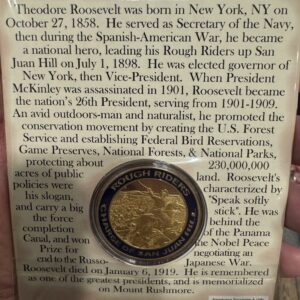 Theodore Roosevelt was born in New York, NY on
October 27, 1858. He served as Secretary of the Navy,
then during the Spanish-American War, he became
a national hero, leading his Rough Riders up San
Juan Hill on July 1, 1898. He was elected governor of
New York, then Vice-President. When President
McKinley was assassinated in 1901, Roosevelt became
the nation's 26th President, serving from 1901-1909.
An avid outdoors-man and naturalist, he promoted the
conservation movement by creating the U.S. Forest
Service and establishing Federal Bird Reservations,
Game Preserves, National Forests, & National Parks,
protecting about 230,000,000
acres of public land. Roosevelt's
policies were characterized by
his slogan, "Speak softly
and carry a big stick". He was
the force behind the
completion of the Panama
Canal, and won the Nobel Peace
Prize for negotiating an
end to the Russo- Japanese War.
Roosevelt died on January 6, 1919. He is remembered
as one of the greatest presidents, and is memorialized
on Mount Rushmore.
ROUGH RIDERS
CHARGE OF SAN JUAN HILL